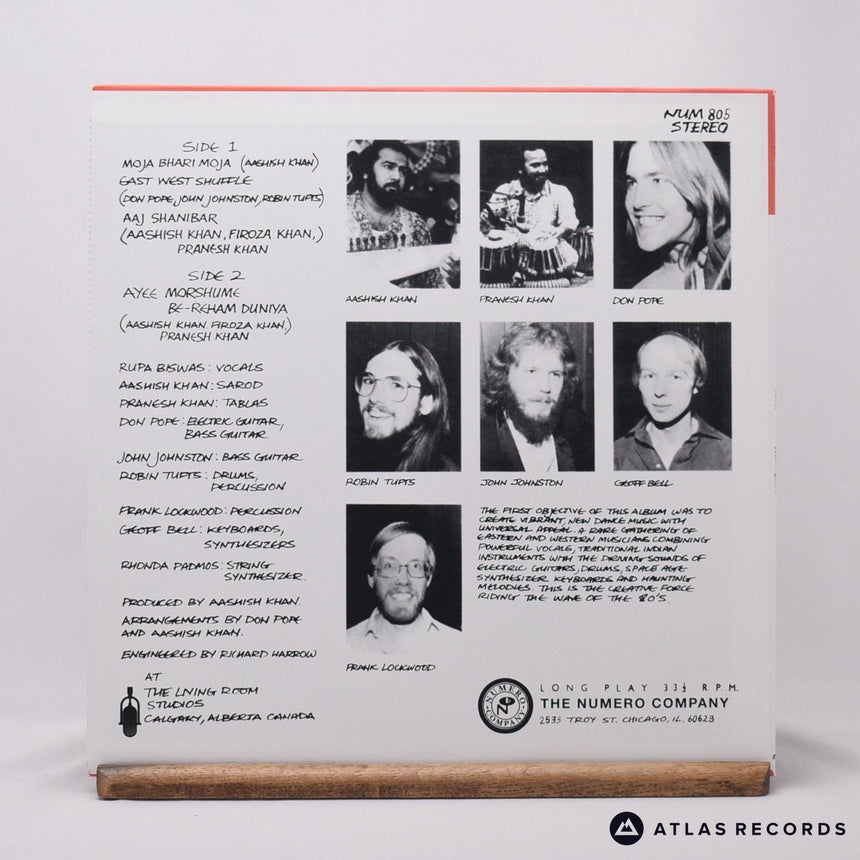 NUM 805
STEREO
SIDE 1
MOJA BHARI MOJA (AASHISH KHAN)
EAST WEST SHUFFLE
(DON POPE, JOHN JOHNSTON, ROBIN TUFTS)
AAJ SHANIBAR
(AASHISH KHAN, FIROZA KHAN,)
PRANESH KHAN
SIDE 2
AYEE MORSHUME
BE-REHAM DUNIYA
(AASHISH KHAN. FIROZA KHAN,)
PRANESH KHAN
RUPA BISWAS: VOCALS
AASHISH KHAN: SAROD
PRANESH KHAN: TABLAS
DON POPE: ELECTRIC GUITAR,
BASS GUITAR
JOHN JOHNSTON: BASS GUITAR
ROBIN TUFTS: DRUMS,
PERCUSSION
FRANK LOCKWOOD: PERCUSSION
GEOFF BELL: KEYBOARDS,
SYNTHESIZERS
RHONDA PADMOS: STRING
SYNTHESIZER.
PRODUCED BY AASHISH KHAN.
ARRANGEMENTS BY DON POPE
AND AASHISH KHAN.
ENGINEERED BY RICHARD HARROW
AT
THE LIVING ROOM
STUDIOS
CALGARY, ALBERTA CANADA
AASHISH KHAN
PRANESH KHAN
DON POPE
ROBIN TUFTS
JOHN JOHNSTON
GEOFF BELL
FRANK LOCKWOOD
THE FIRST OBJECTIVE OF THIS ALBUM WAS TO
CREATE VIBRANT, NEW DANCE MUSIC WITH
UNIVERSAL APPEAL. A RARE GATHERING OF
EASTERN AND WESTERN MUSICIANS COMBINING
POWERFUL VOCALS, TRADITIONAL INDIAN
INSTRUMENTS WITH THE DRIVING SOUNDS OF
ELECTRIC GUITARS, DRUMS, SPACE AGE
SYNTHESIZER KEYBOARDS AND HAUNTING
MELODIES. THIS IS THE CREATIVE FORCE
RIDING THE WAVE OF THE 80'S.
NUMERO
N
COMPANY
LONG PLAY 33⅓ R.P.M.
THE NUMERO COMPANY
2533 TROY ST. CHICAGO, IL. 60623
ATLAS RECORDS